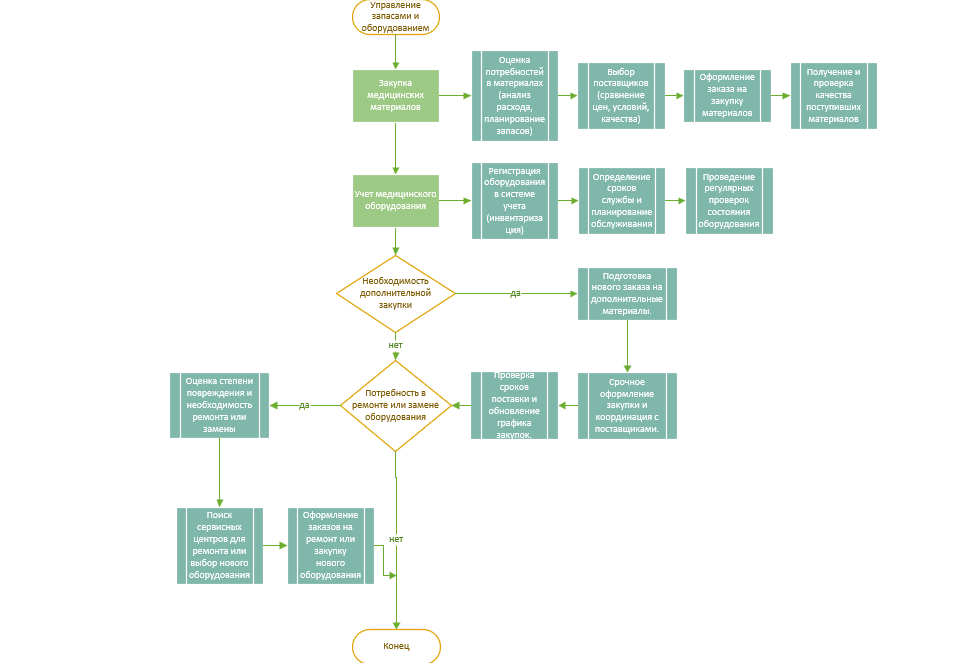 Управление
запасами и
оборудованием
Закупка
медицинских
материалов
Оценка
потребностей
в материалах
(анализ
расхода,
планирование
запасов)
Выбор
поставщиков
(сравнение
цен, условий,
качества)
Оформление
заказа на
закупку
материалов
Получение и
проверка
качества
поступивших
материалов
Учет медицинского
оборудования
Регистрация
оборудования
в системе
учета
(инвентариза
ция)
Определение
сроков
службы и
планирование
обслуживания
Проведение
регулярных
проверок
состояния
оборудования
Необходимость
дополнительной
закупки
да
Подготовка
нового заказа на
дополнительные
материалы.
нет
Оценка степени
повреждения и
необходимость
ремонта или
замены
да
Потребность в
ремонте или замене
оборудования
Проверка
сроков
поставки и
обновление
графика
закупок.
Срочное
оформление
закупки и
координация с
поставщиками.
Поиск
сервисных
центров для
ремонта или
выбор нового
оборудования
Оформление
заказов на
ремонт или
закупку
нового
оборудования
нет
Конец